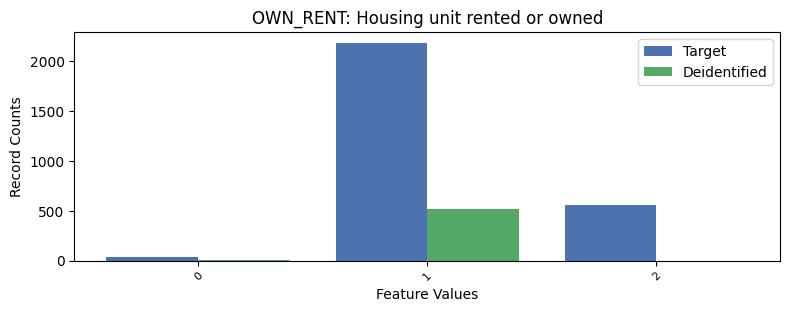 OWN_RENT: Housing unit rented or owned
Target
Deidentified
Record Counts
2000
1500
1000
500
0
0
1
2
Feature Values